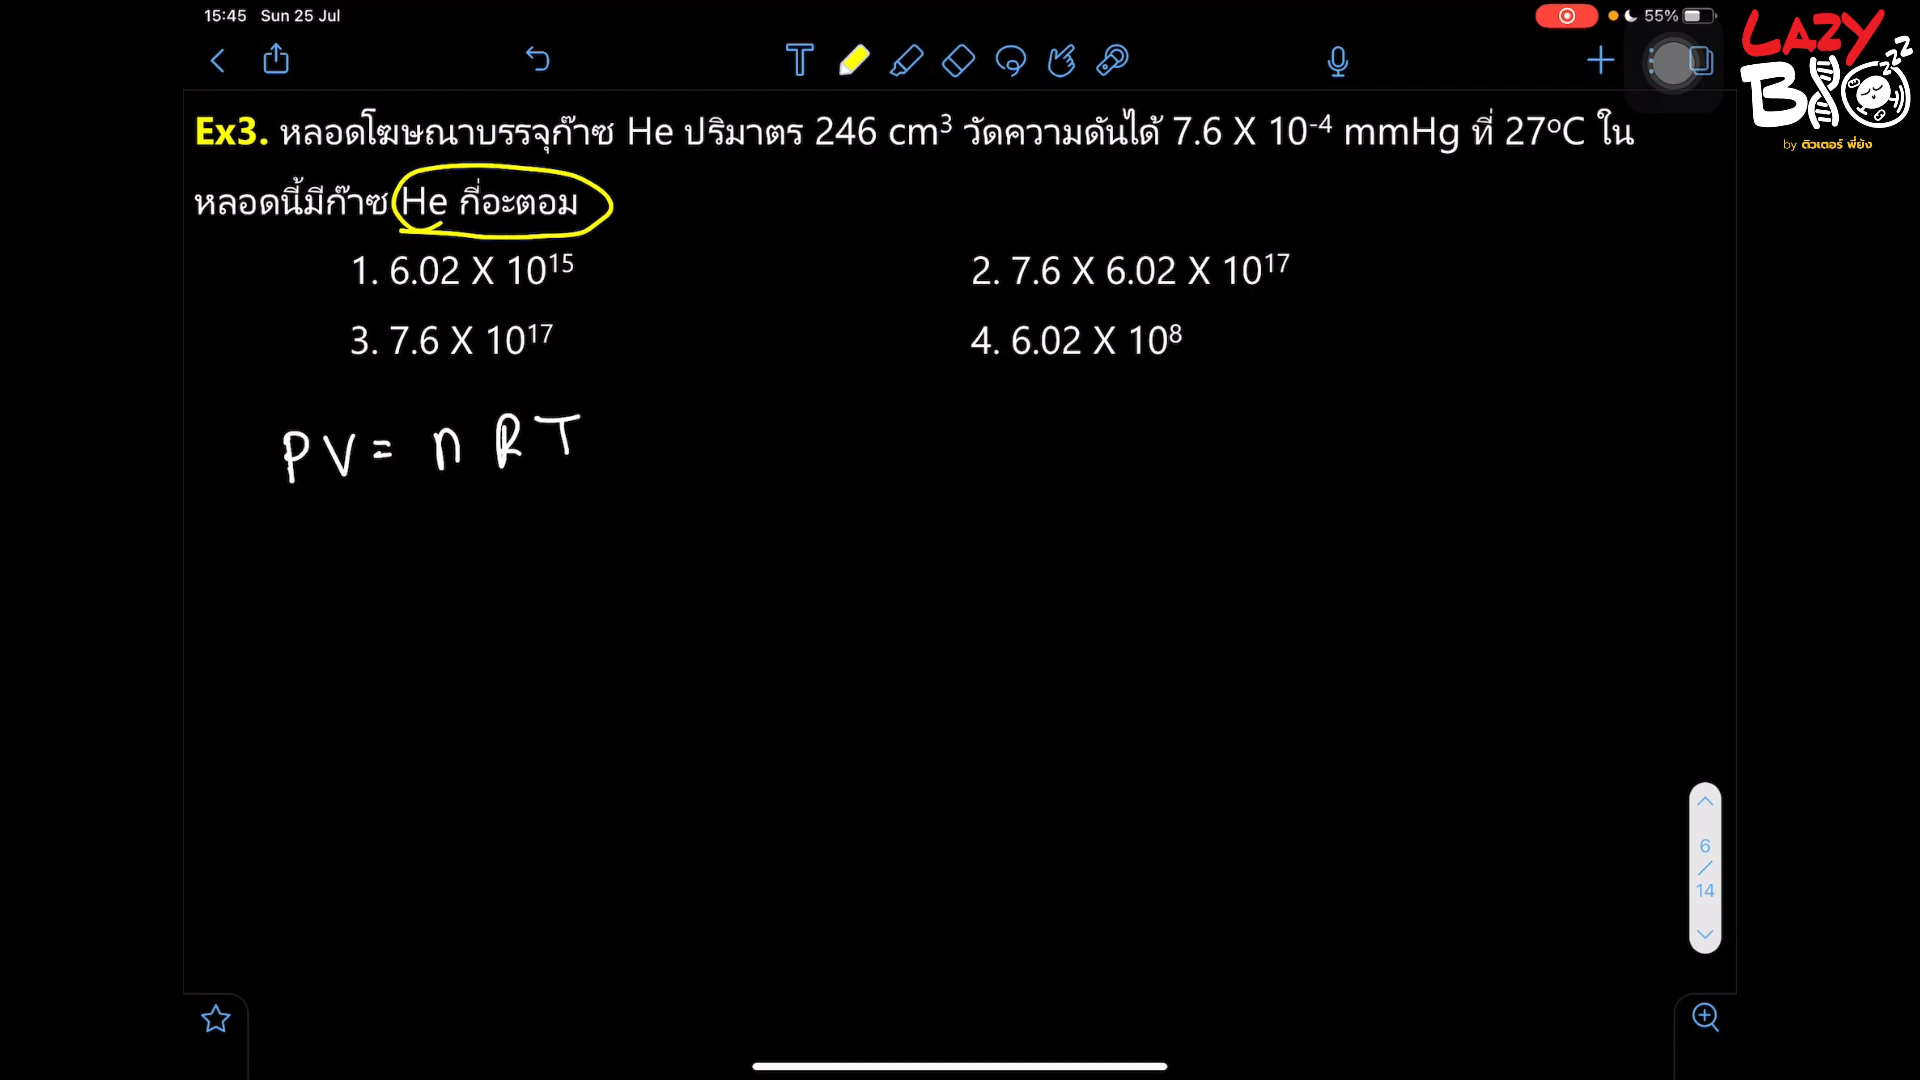 15:45 Sun 25 Jul
55%
LAZY
BIO zzz
by ติวเตอร์ พี่ยัง
Ex3. หลอดโฆษณาบรรจุก๊าซ He ปริมาตร 246 cm³ วัดความดันได้ 7.6 X 10⁻⁴ mmHg ที่ 27ºC ใน
หลอดนี้มีก๊าซ He กี่อะตอม
1. 6.02 X 10¹⁵
2. 7.6 X 6.02 X 10¹⁷
3. 7.6 X 10¹⁷
4. 6.02 X 10⁸
PV = nRT
6
/
14